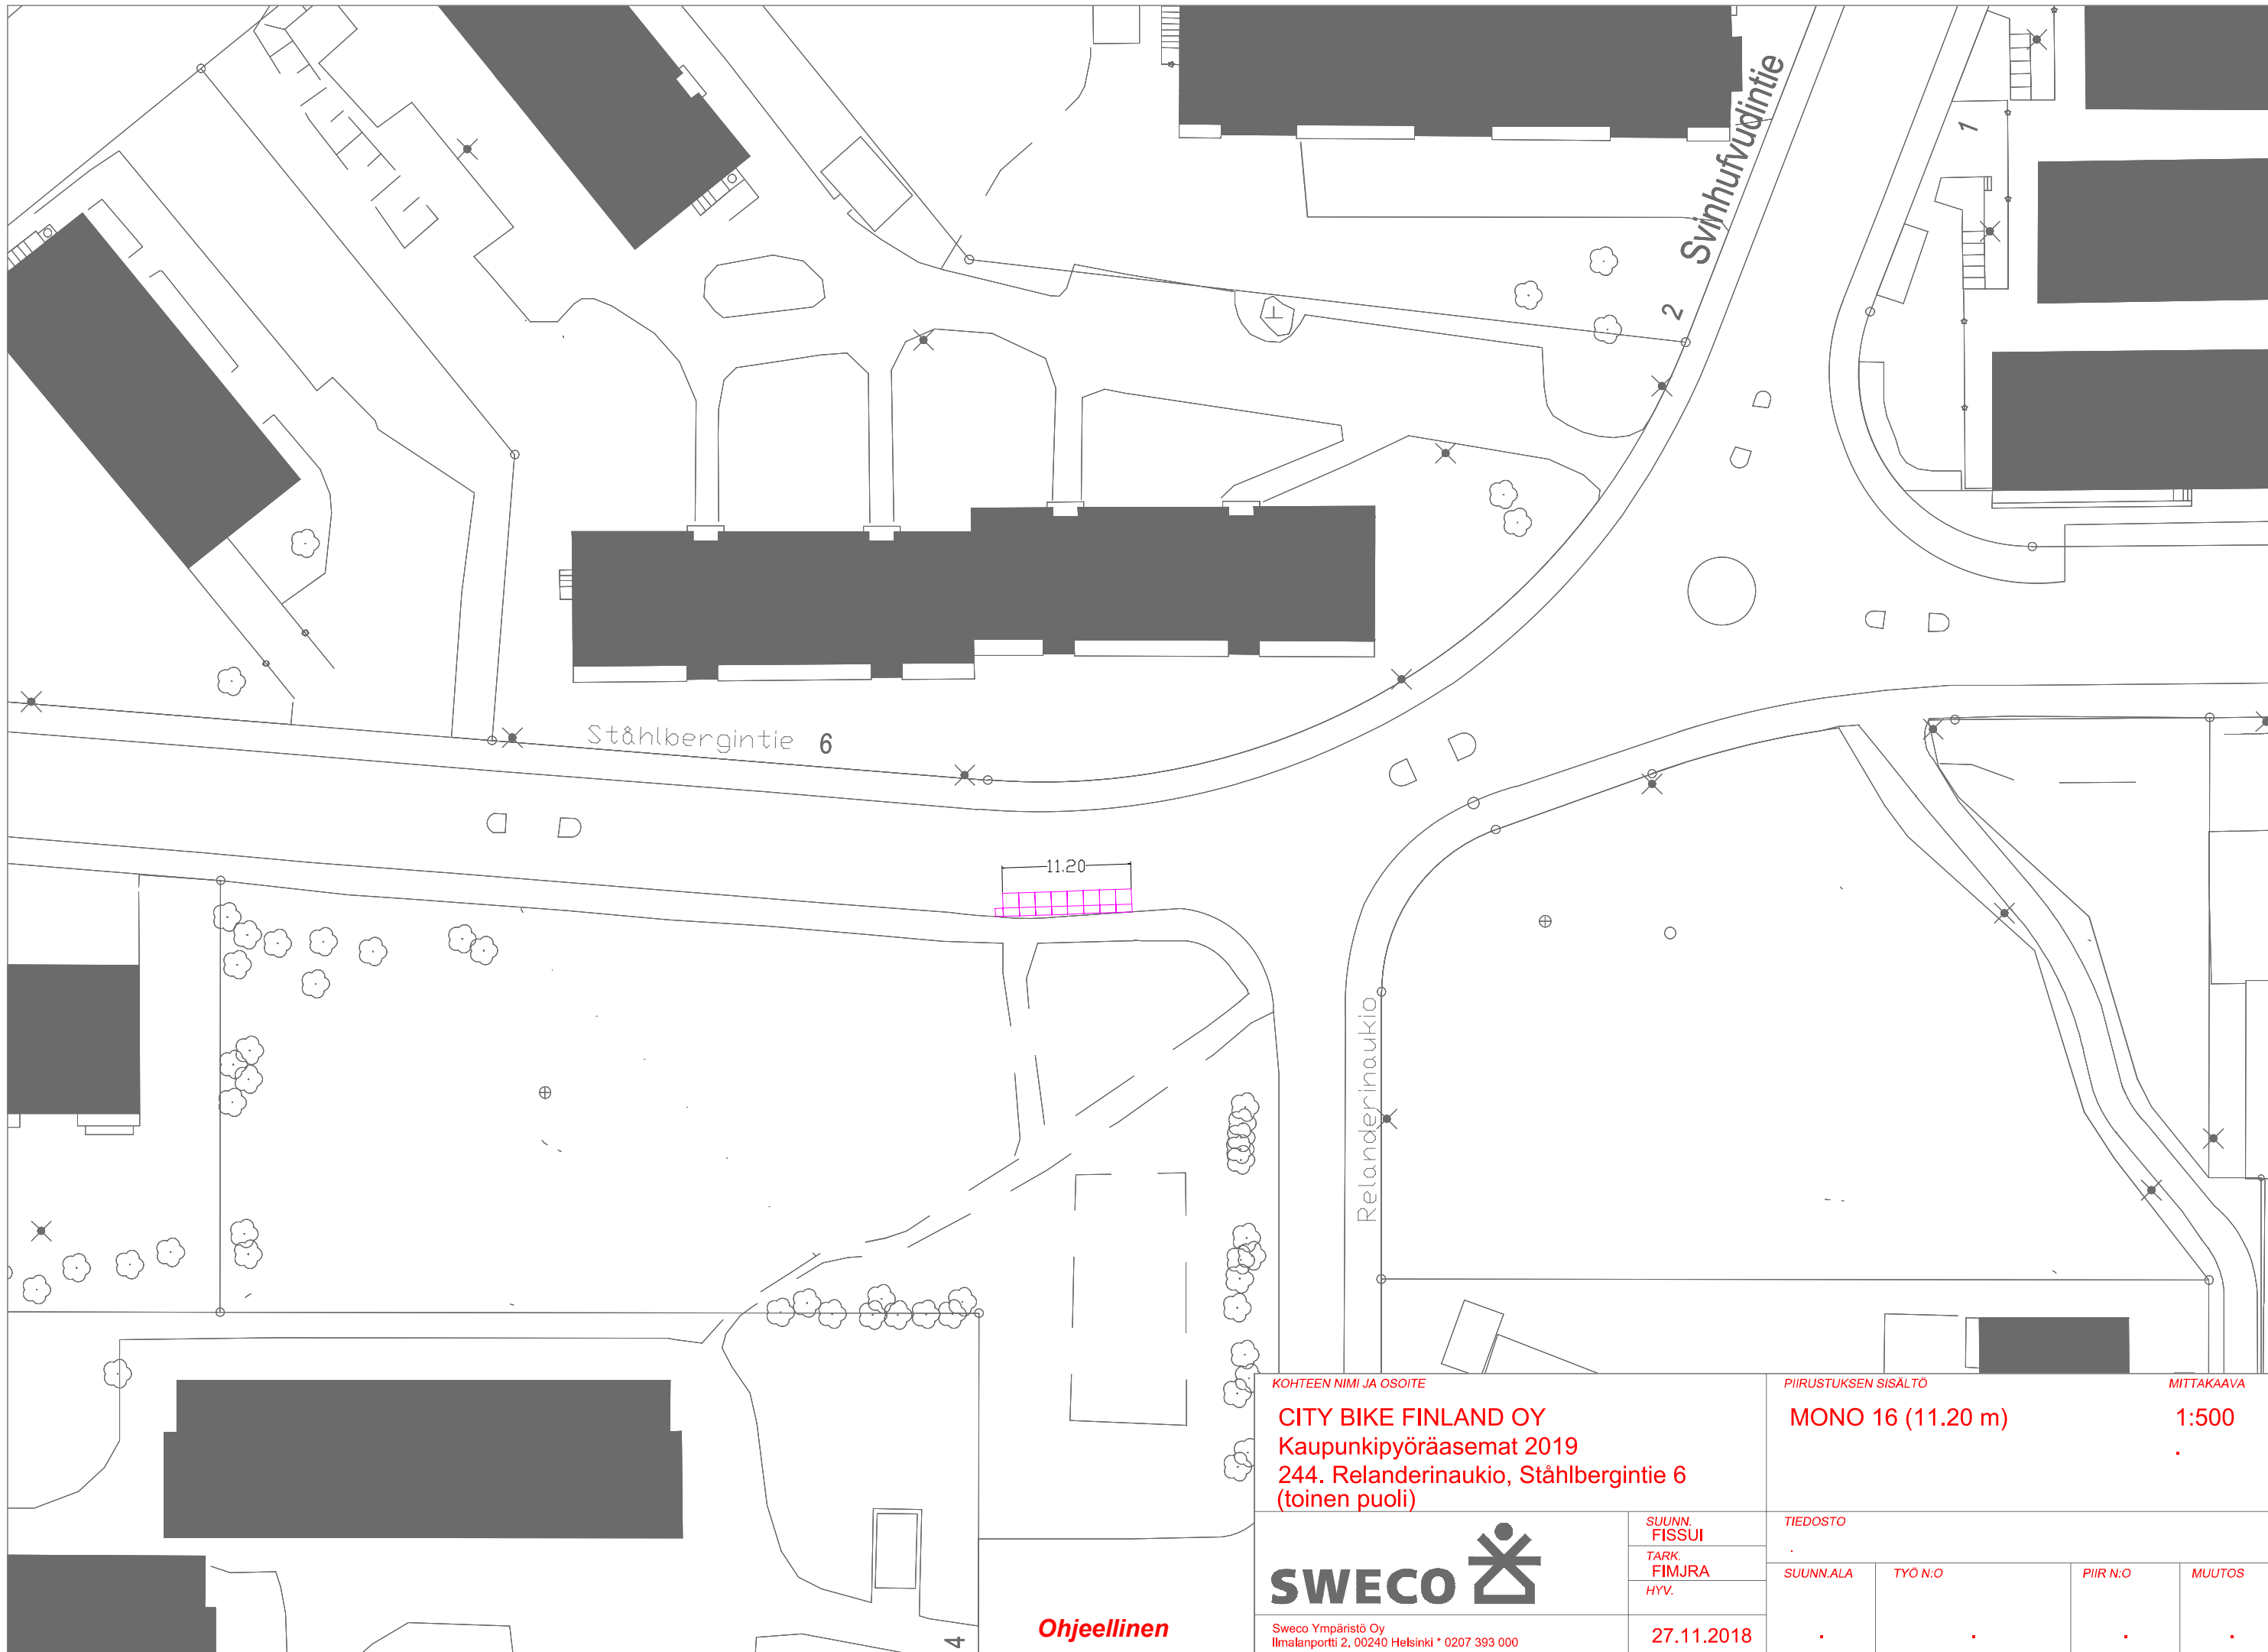 Svinhufvudintie
1
2
Ståhlbergintie 6
11.20
Relanderinaukio
4
Ohjeellinen
KOHTEEN NIMI JA OSOITE
CITY BIKE FINLAND OY
Kaupunkipyöräasemat 2019
244. Relanderinaukio, Ståhlbergintie 6
(toinen puoli)
PIIRUSTUKSEN SISÄLTÖ
MONO 16 (11.20 m)
MITTAKAAVA
1:500
.
SWECO
SUUNN.
FISSUI
TARK.
FIMJRA
HYV.
TIEDOSTO
.
SUUNN.ALA TYÖ N:O PIIR N:O MUUTOS
. . . .
Sweco Ympäristö Oy
Ilmalanportti 2, 00240 Helsinki * 0207 393 000
27.11.2018